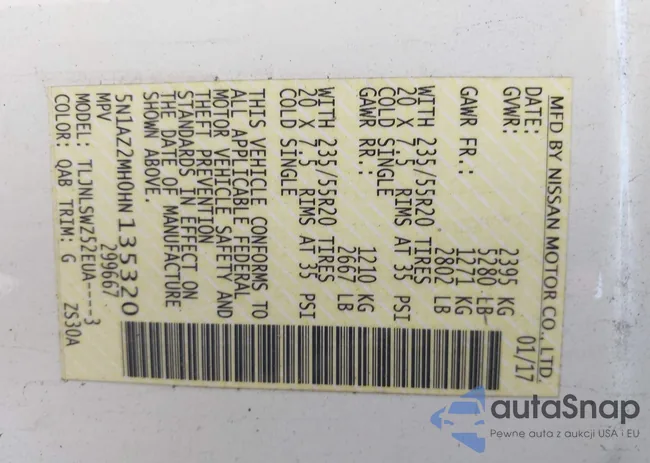 MFD BY NISSAN MOTOR CO., LTD.
DATE: 01/17
GVWR: 2395 KG
5280 LB
GAWR FR.: 1271 KG
2802 LB
WITH 235/55R20 TIRES
20 X 7.5 RIMS AT 33 PSI
COLD SINGLE
GAWR RR.: 1210 KG
2667 LB
WITH 235/55R20 TIRES
20 X 7.5 RIMS AT 33 PSI
COLD SINGLE
THIS VEHICLE CONFORMS TO
ALL APPLICABLE FEDERAL
MOTOR VEHICLE SAFETY AND
THEFT PREVENTION
STANDARDS IN EFFECT ON
THE DATE OF MANUFACTURE
SHOWN ABOVE.
5N1AZ2MH0HN135320
MPV 299667
MODEL: TLJNLSWZ52EUA----3
COLOR: QAB TRIM: G ZS30A
autoSnap
Pewne auta z aukcji USA i EU